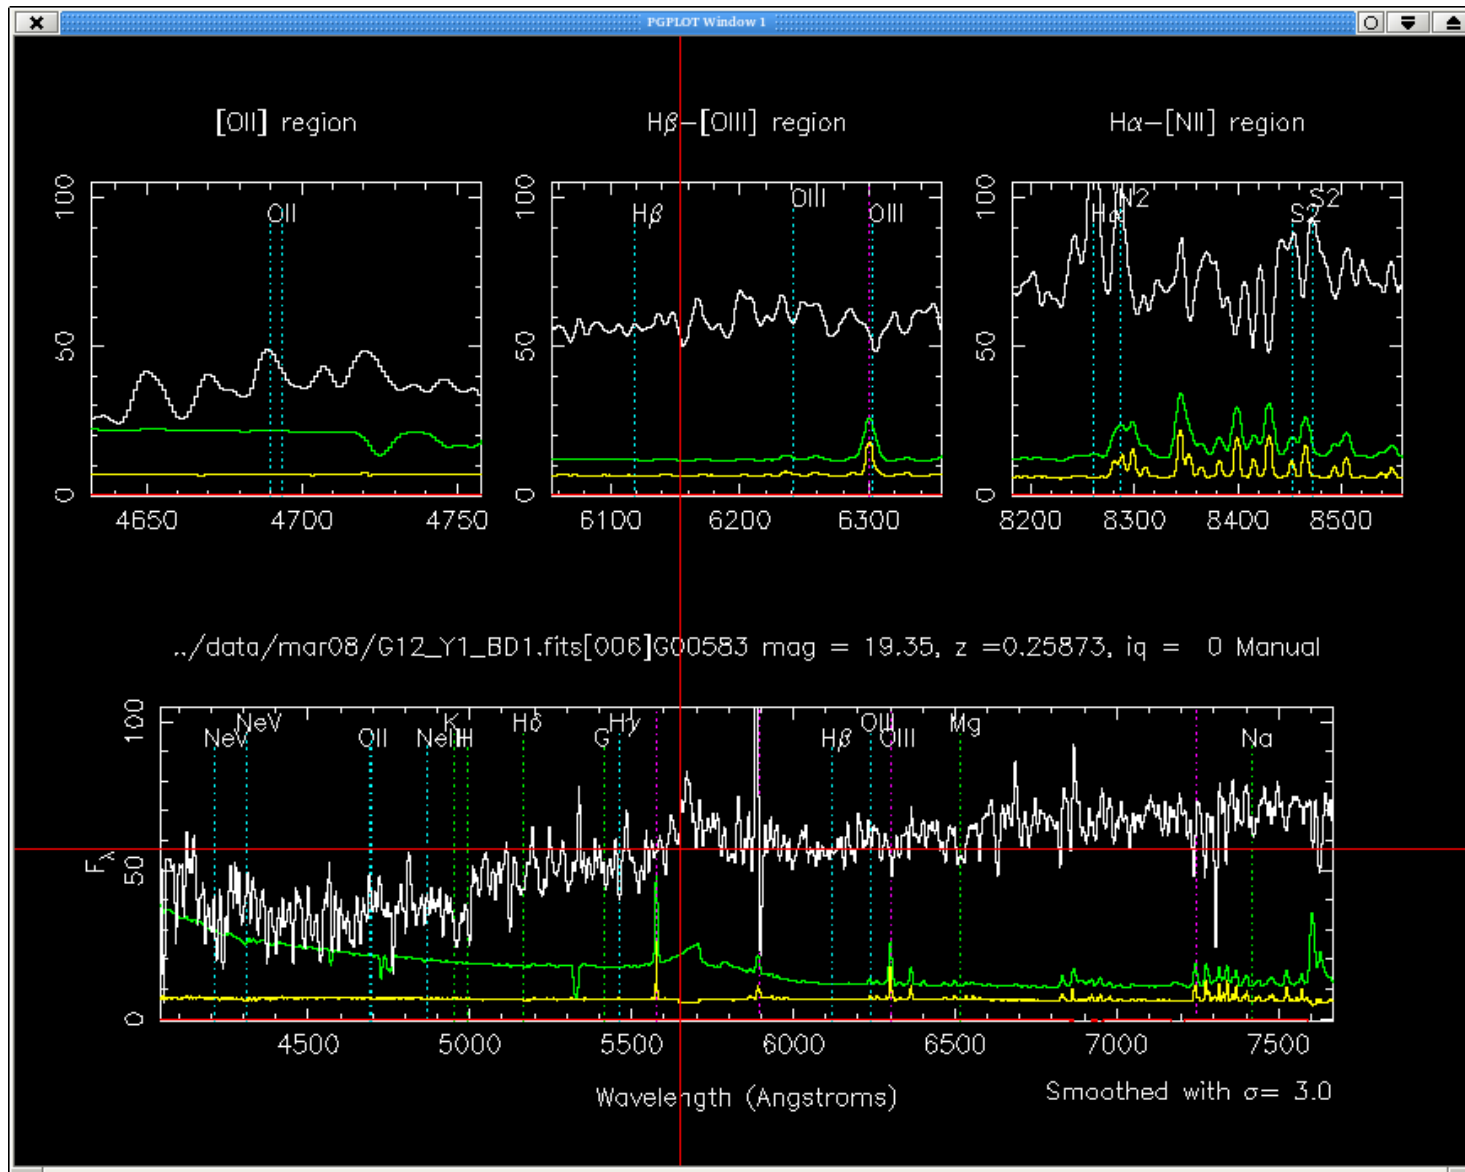 PGPLOT Window 1
[OII] region
Hβ-[OIII] region
Hα-[NII] region
100
50
0
OII
4650 4700 4750
100
50
0
Hβ OIII OIII
6100 6200 6300
100
50
0
Hα N2 S2 S2
8200 8300 8400 8500
../data/mar08/G12_Y1_BD1.fits[006]G00583 mag = 19.35, z =0.25873, iq = 0 Manual
100
50
0
Fλ
NeV NeV OII NeIII K H Hδ G Hγ Hβ OIII OIII Mg Na
4500 5000 5500 6000 6500 7000 7500
Wavelength (Angstroms)
Smoothed with σ= 3.0